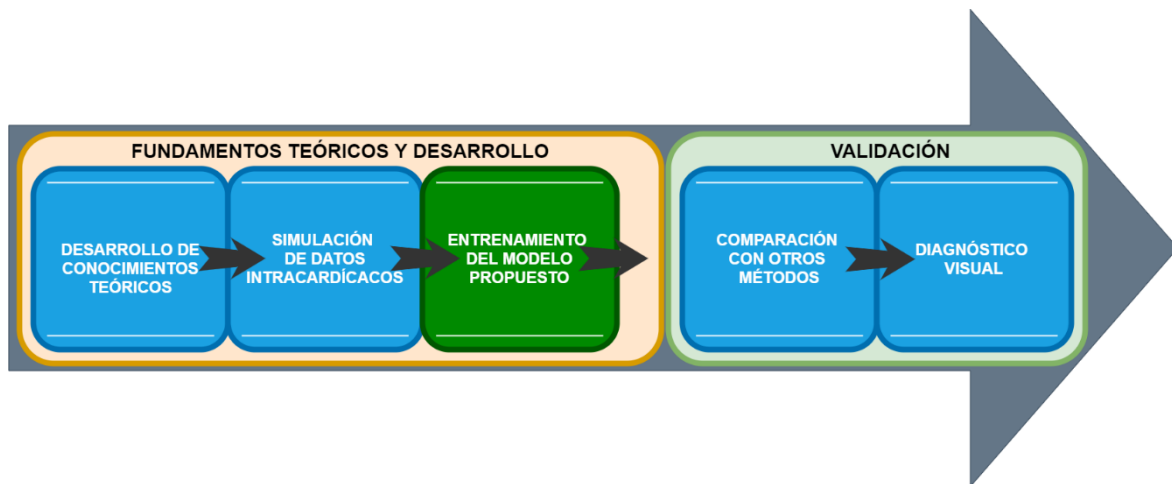 FUNDAMENTOS TEÓRICOS Y DESARROLLO
DESARROLLO DE
CONOCIMIENTOS
TEÓRICOS
SIMULACIÓN
DE DATOS
INTRACARDÍCACOS
ENTRENAMIENTO
DEL MODELO
PROPUESTO
VALIDACIÓN
COMPARACIÓN
CON OTROS
MÉTODOS
DIAGNÓSTICO
VISUAL